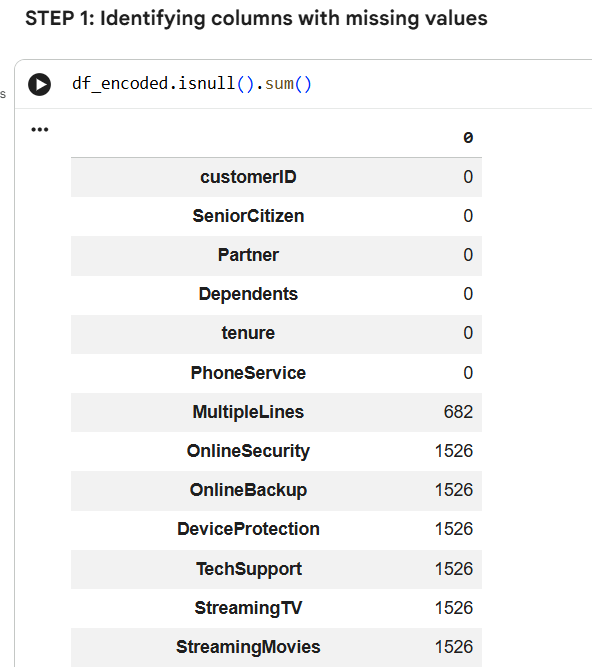 STEP 1: Identifying columns with missing values
s
df_encoded.isnull().sum()
0
customerID 0
SeniorCitizen 0
Partner 0
Dependents 0
tenure 0
PhoneService 0
MultipleLines 682
OnlineSecurity 1526
OnlineBackup 1526
DeviceProtection 1526
TechSupport 1526
StreamingTV 1526
StreamingMovies 1526